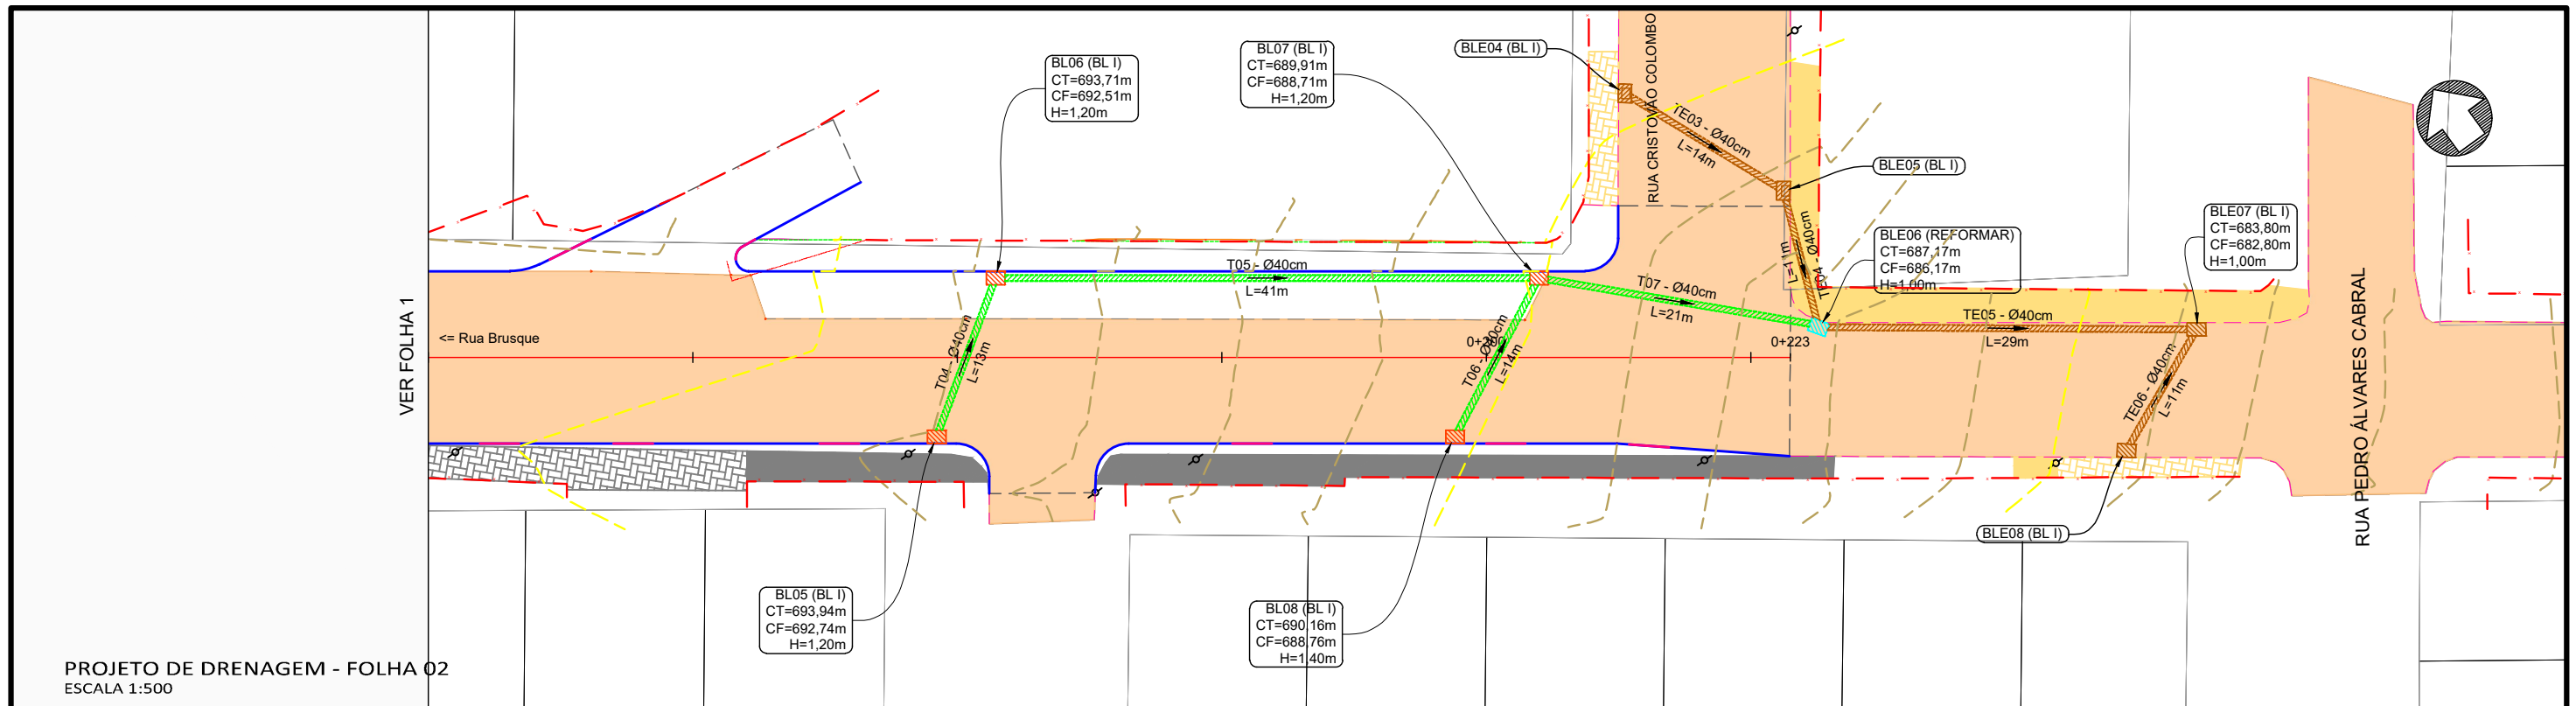 BL06 (BL I)
CT=693,71m
CF=692,51m
H=1,20m
BL07 (BL I)
CT=689,91m
CF=688,71m
H=1,20m
BLE04 (BL I)
RUA CRISTOVÃO COLOMBO
TE03 - Ø40cm
L=14m
BLE05 (BL I)
TE04 - Ø40cm
BLE06 (REFORMAR)
CT=687,17m
CF=686,17m
H=1,00m
BLE07 (BL I)
CT=683,80m
CF=682,80m
H=1,00m
T05 - Ø40cm
L=41m
T07 - Ø40cm
L=21m
TE05 - Ø40cm
L=29m
VER FOLHA 1
<= Rua Brusque
T04 - Ø40cm
L=13m
0+200
T06 - Ø40cm
L=14m
0+223
TE06 - Ø40cm
L=11m
RUA PEDRO ÁLVARES CABRAL
BLE08 (BL I)
BL05 (BL I)
CT=693,94m
CF=692,74m
H=1,20m
BL08 (BL I)
CT=690,16m
CF=688,76m
H=1,40m
PROJETO DE DRENAGEM - FOLHA 02
ESCALA 1:500